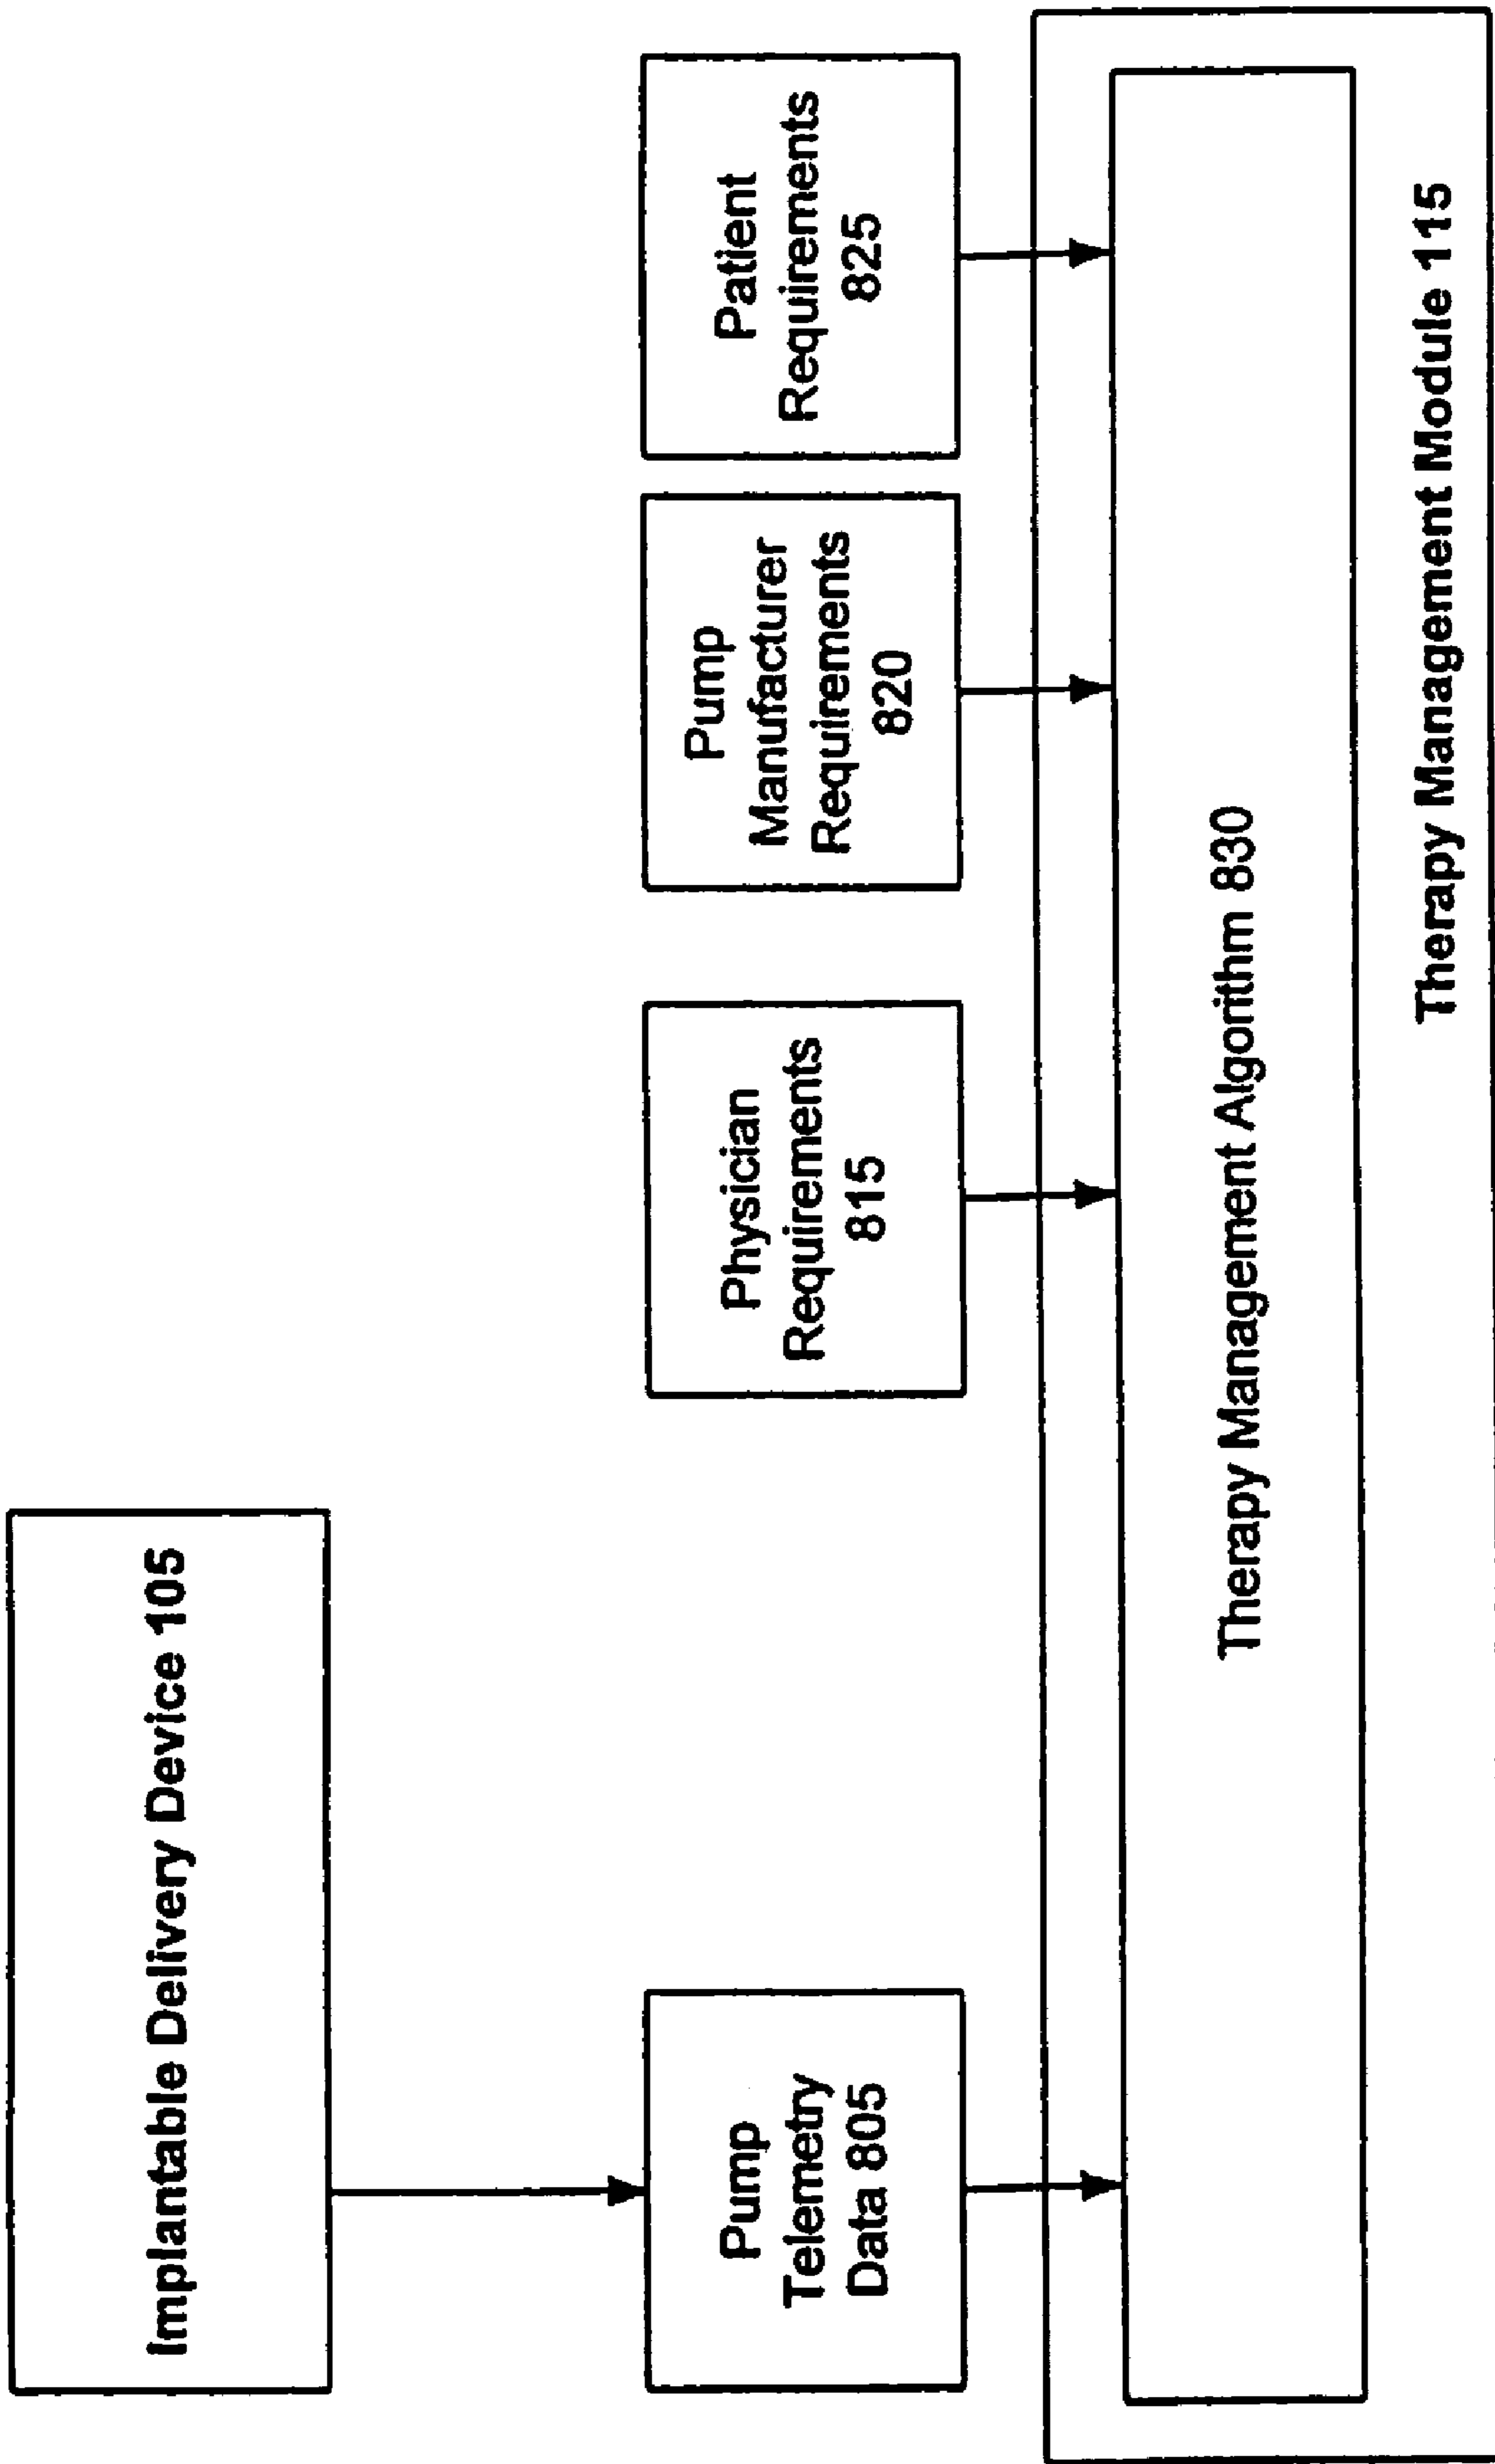 Implantable Delivery Device 105
Pump
Telemetry
Data 805
Physician
Requirements
815
Pump
Manufacturer
Requirements
820
Patient
Requirements
825
Therapy Management Algorithm 830
Therapy Management Module 115